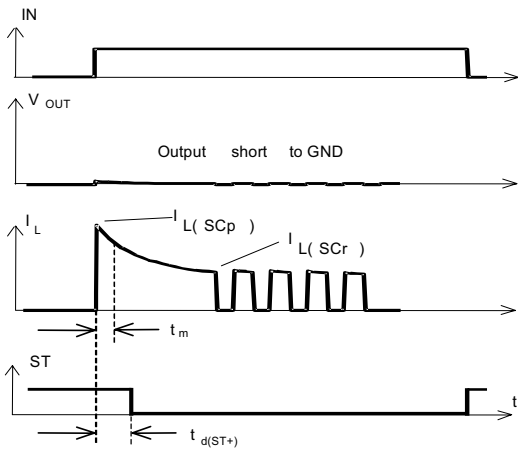 IN
V OUT
Output short to GND
I L
I L( SCp )
I L( SCr )
t m
ST
t
t d(ST+)